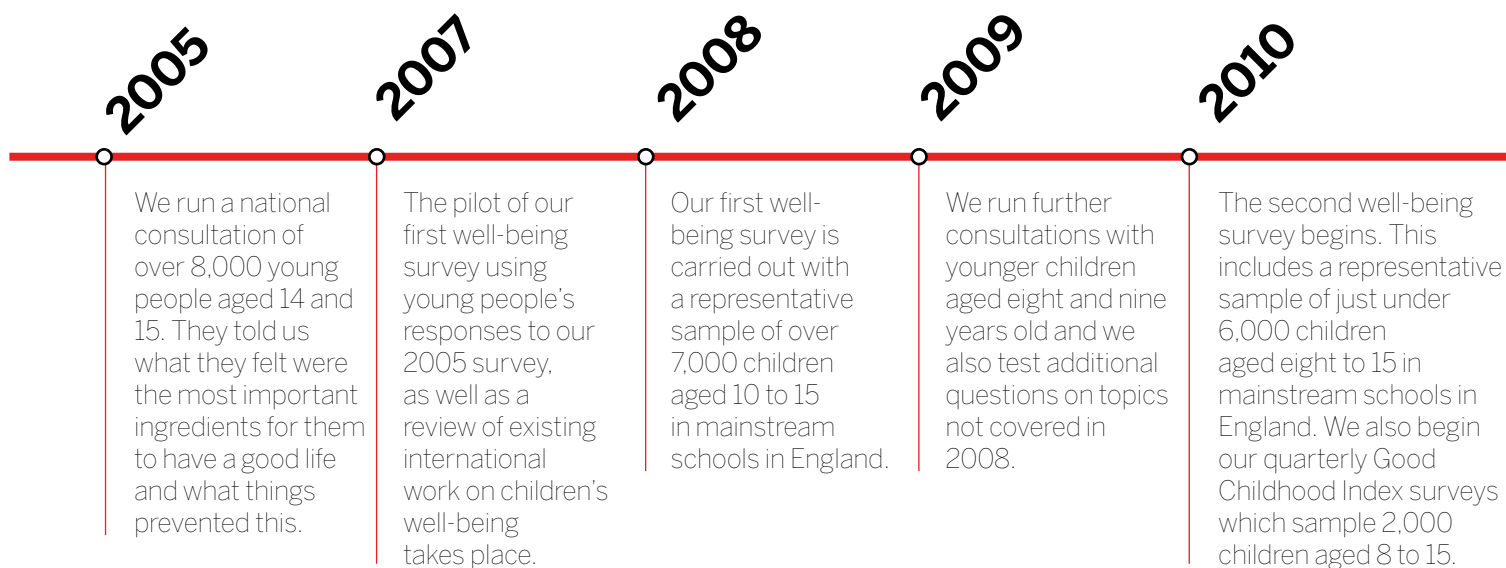 2005
We run a national
consultation of
over 8,000 young
people aged 14 and
15. They told us
what they felt were
the most important
ingredients for them
to have a good life
and what things
prevented this.
2007
The pilot of our
first well-being
survey using
young people's
responses to our
2005 survey,
as well as a
review of existing
international
work on children's
well-being
takes place.
2008
Our first well-
being survey is
carried out with
a representative
sample of over
7,000 children
aged 10 to 15
in mainstream
schools in England.
2009
We run further
consultations with
younger children
aged eight and nine
years old and we
also test additional
questions on topics
not covered in
2008.
2010
The second well-being
survey begins. This
includes a representative
sample of just under
6,000 children
aged eight to 15 in
mainstream schools in
England. We also begin
our quarterly Good
Childhood Index surveys
which sample 2,000
children aged 8 to 15.